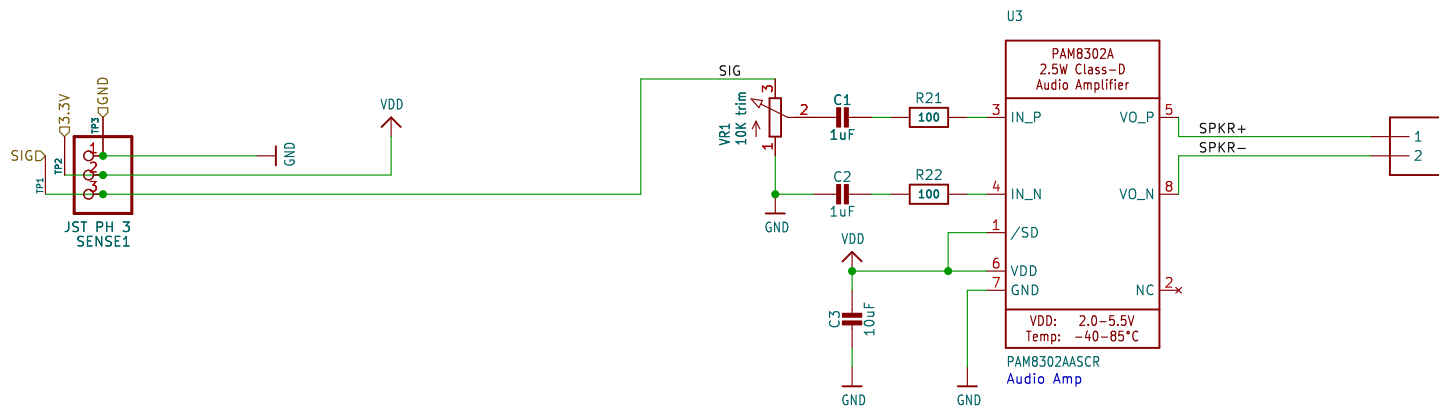 SIG
3.3V
GND
TP1
TP2
TP3
1
2
3
JST PH 3
SENSE1
GND
VDD
SIG
3
2
1
VR1
10K trim
GND
C1
1uF
R21
100
C2
1uF
R22
100
VDD
C3
10uF
GND
GND
U3
PAM8302A
2.5W Class-D
Audio Amplifier
3
IN_P
4
IN_N
1
/SD
6
VDD
7
GND
VO_P
5
VO_N
8
NC
2
VDD: 2.0-5.5V
Temp: -40-85°C
PAM8302AASCR
Audio Amp
SPKR+
SPKR-
1
2